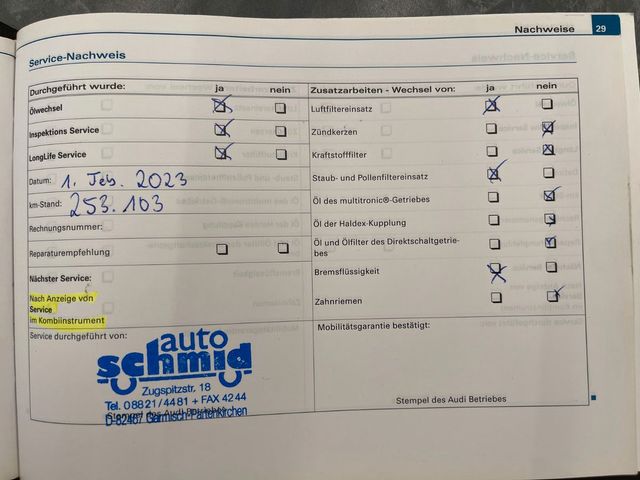 Nachweise 29
Service-Nachweis
Durchgeführt wurde: ja nein
Ölwechsel
Inspektions Service
LongLife Service
Datum: 1. Feb. 2023
km-Stand: 253.103
Rechnungsnummer:
Reparaturempfehlung
Nächster Service:
Nach Anzeige von
Service
im Kombiinstrument
Service durchgeführt von:
auto
schmid
Zugspitzstr. 18
Tel. 08821/4481 + FAX 4244
D-82467 Garmisch-Partenkirchen
Stempel des Audi Betriebes
Zusatzarbeiten - Wechsel von: ja nein
Luftfiltereinsatz
Zündkerzen
Kraftstofffilter
Staub- und Pollenfiltereinsatz
Öl des multitronic®-Getriebes
Öl der Haldex-Kupplung
Öl und Ölfilter des Direktschaltgetrie-
bes
Bremsflüssigkeit
Zahnriemen
Mobilitätsgarantie bestätigt:
Stempel des Audi Betriebes